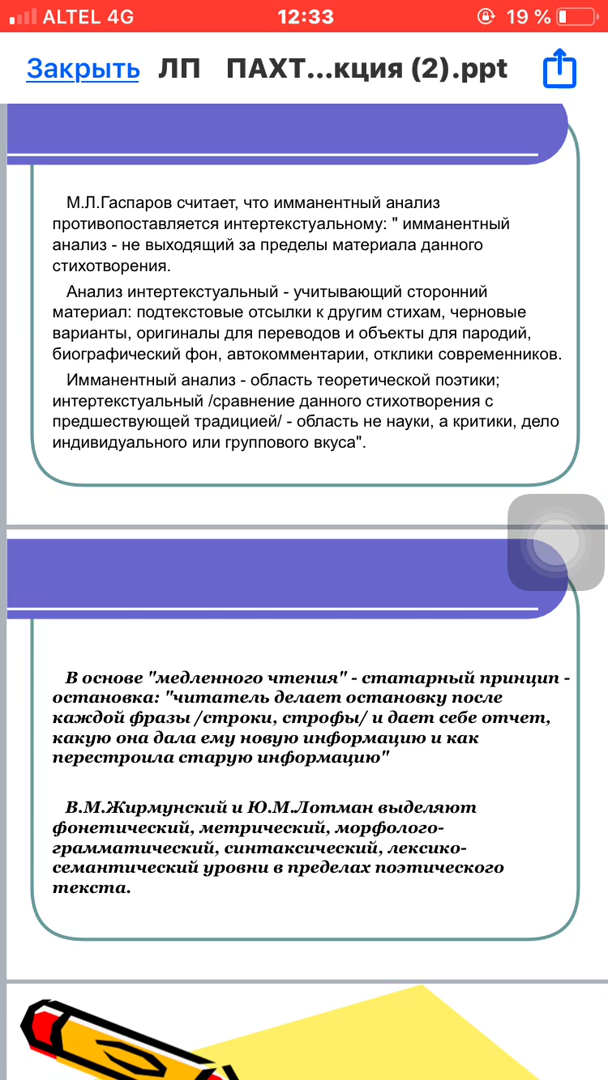 ALTEL 4G 12:33 19 %
Закрыть ЛП ПАХТ...кция (2).ppt
М.Л.Гаспаров считает, что имманентный анализ
противопоставляется интертекстуальному: " имманентный
анализ - не выходящий за пределы материала данного
стихотворения.
Анализ интертекстуальный - учитывающий сторонний
материал: подтекстовые отсылки к другим стихам, черновые
варианты, оригиналы для переводов и объекты для пародий,
биографический фон, автокомментарии, отклики современников.
Имманентный анализ - область теоретической поэтики;
интертекстуальный /сравнение данного стихотворения с
предшествующей традицией/ - область не науки, а критики, дело
индивидуального или группового вкуса".
В основе "медленного чтения" - статарный принцип -
остановка: "читатель делает остановку после
каждой фразы /строки, строфы/ и дает себе отчет,
какую она дала ему новую информацию и как
перестроила старую информацию"
В.М.Жирмунский и Ю.М.Лотман выделяют
фонетический, метрический, морфолого-
грамматический, синтаксический, лексико-
семантический уровни в пределах поэтического
текста.